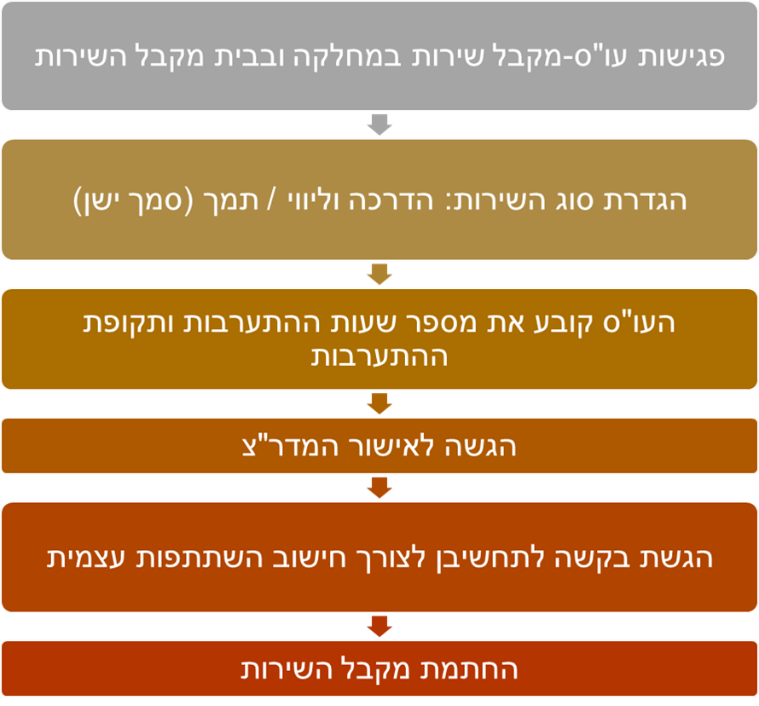 פגישות עו"ס-מקבל שירות במחלקה ובבית מקבל השירות
הגדרת סוג השירות: הדרכה וליווי / תמך (סמך ישן)
העו"ס קובע את מספר שעות ההתערבות ותקופת
ההתערבות
הגשה לאישור המדר"צ
הגשת בקשה לתחשיבן לצורך חישוב השתתפות עצמית
החתמת מקבל השירות